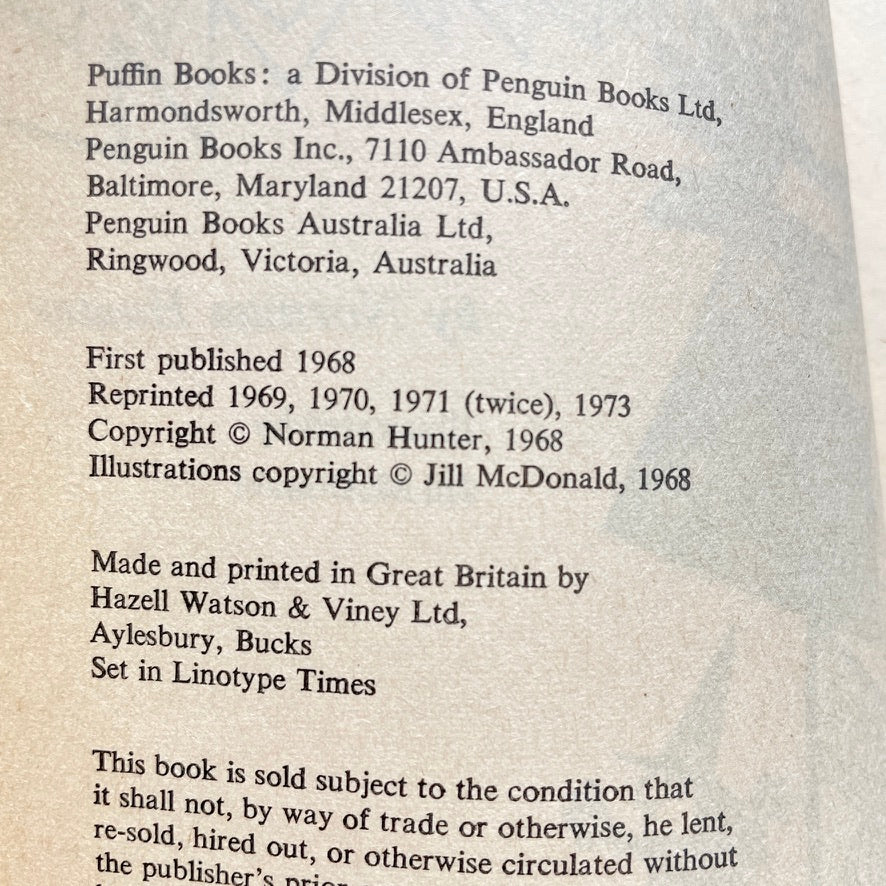 Puffin Books: a Division of Penguin Books Ltd,
Harmondsworth, Middlesex, England
Penguin Books Inc., 7110 Ambassador Road,
Baltimore, Maryland 21207, U.S.A.
Penguin Books Australia Ltd,
Ringwood, Victoria, Australia
First published 1968
Reprinted 1969, 1970, 1971 (twice), 1973
Copyright © Norman Hunter, 1968
Illustrations copyright © Jill McDonald, 1968
Made and printed in Great Britain by
Hazell Watson & Viney Ltd,
Aylesbury, Bucks
Set in Linotype Times
This book is sold subject to the condition that
it shall not, by way of trade or otherwise, he lent,
re-sold, hired out, or otherwise circulated without
the publisher's prior